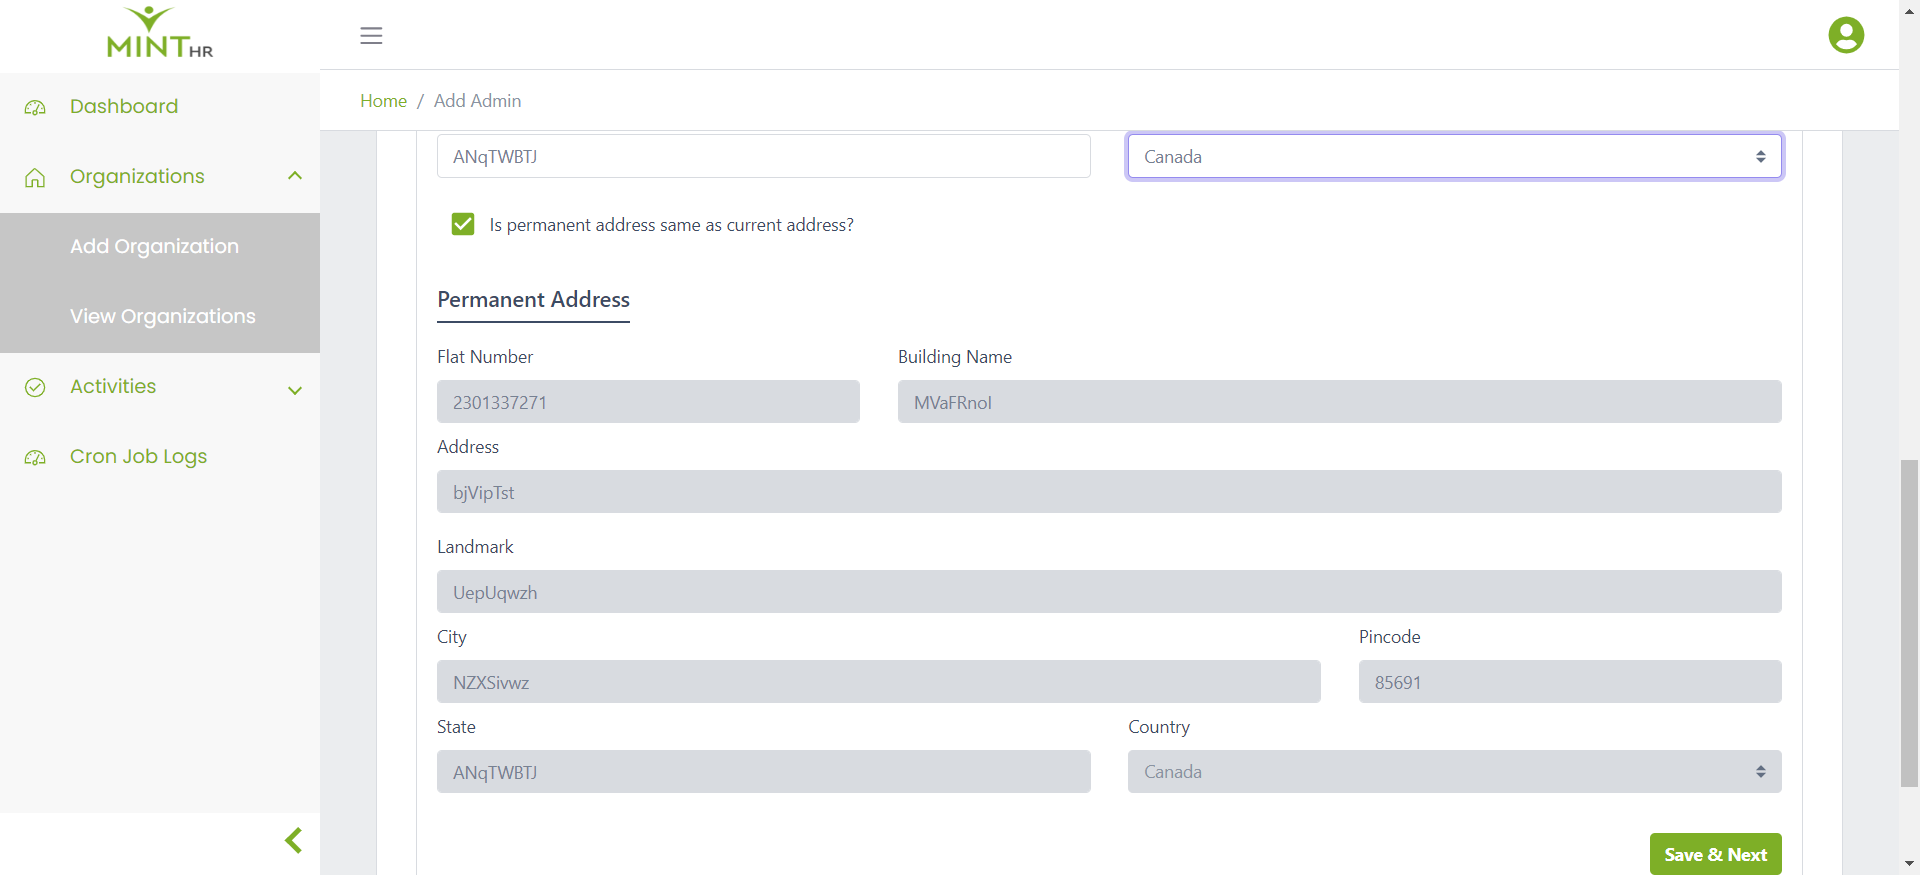 MINT HR
Dashboard
Organizations
Add Organization
View Organizations
Activities
Cron Job Logs
Home / Add Admin
ANqTWBTJ
Canada
Is permanent address same as current address?
Permanent Address
Flat Number
Building Name
2301337271
MVaFRnol
Address
bjVipTst
Landmark
UepUqwzh
City
Pincode
NZXSivwz
85691
State
Country
ANqTWBTJ
Canada
Save & Next